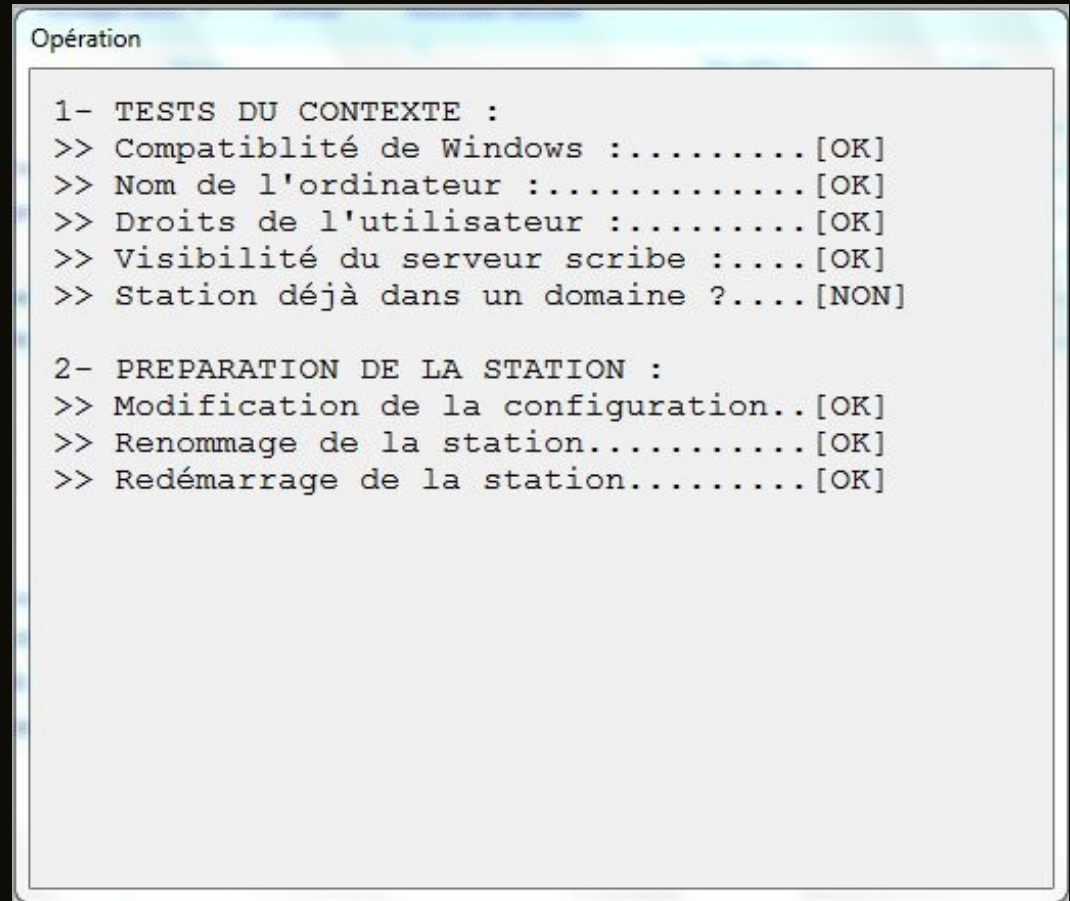 Opération
1- TESTS DU CONTEXTE :
>> Compatiblité de Windows :.........[OK]
>> Nom de l'ordinateur :.............[OK]
>> Droits de l'utilisateur :.........[OK]
>> Visibilité du serveur scribe :....[OK]
>> Station déjà dans un domaine ?....[NON]
2- PREPARATION DE LA STATION :
>> Modification de la configuration..[OK]
>> Renommage de la station...........[OK]
>> Redémarrage de la station.........[OK]